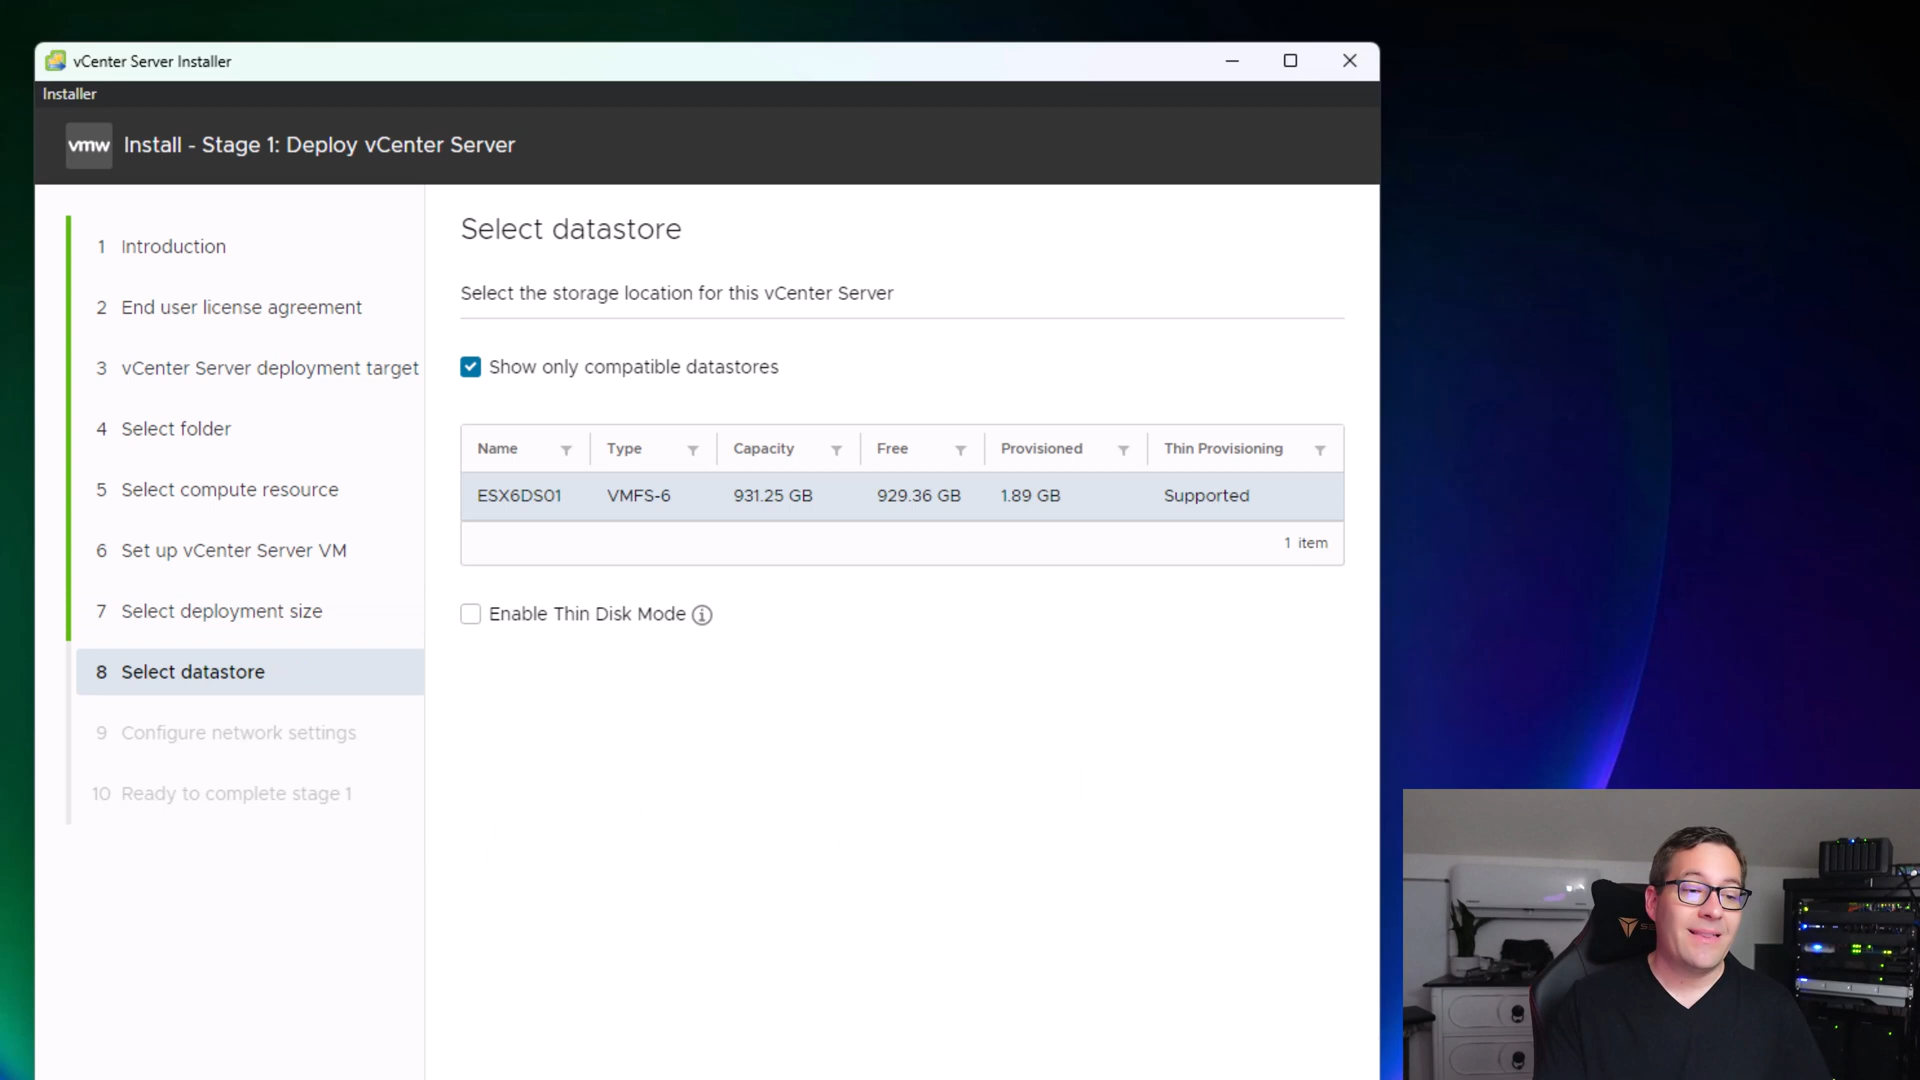 vCenter Server Installer
Installer
vmw Install - Stage 1: Deploy vCenter Server
1 Introduction
2 End user license agreement
3 vCenter Server deployment target
4 Select folder
5 Select compute resource
6 Set up vCenter Server VM
7 Select deployment size
8 Select datastore
9 Configure network settings
10 Ready to complete stage 1
Select datastore
Select the storage location for this vCenter Server
Show only compatible datastores
Name Type Capacity Free Provisioned Thin Provisioning
ESX6DS01 VMFS-6 931.25 GB 929.36 GB 1.89 GB Supported
1 item
Enable Thin Disk Mode